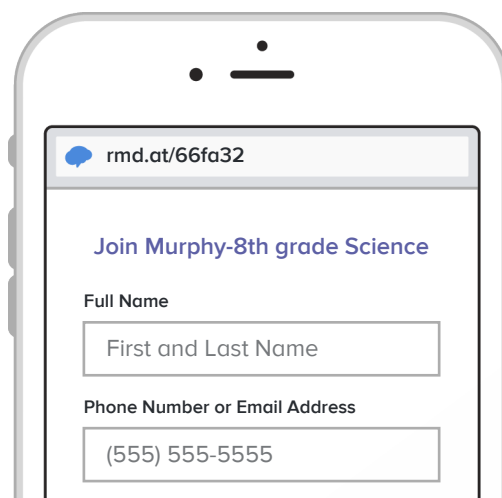 rmd.at/66fa32
Join Murphy-8th grade Science
Full Name
First and Last Name
Phone Number or Email Address
(555) 555-5555